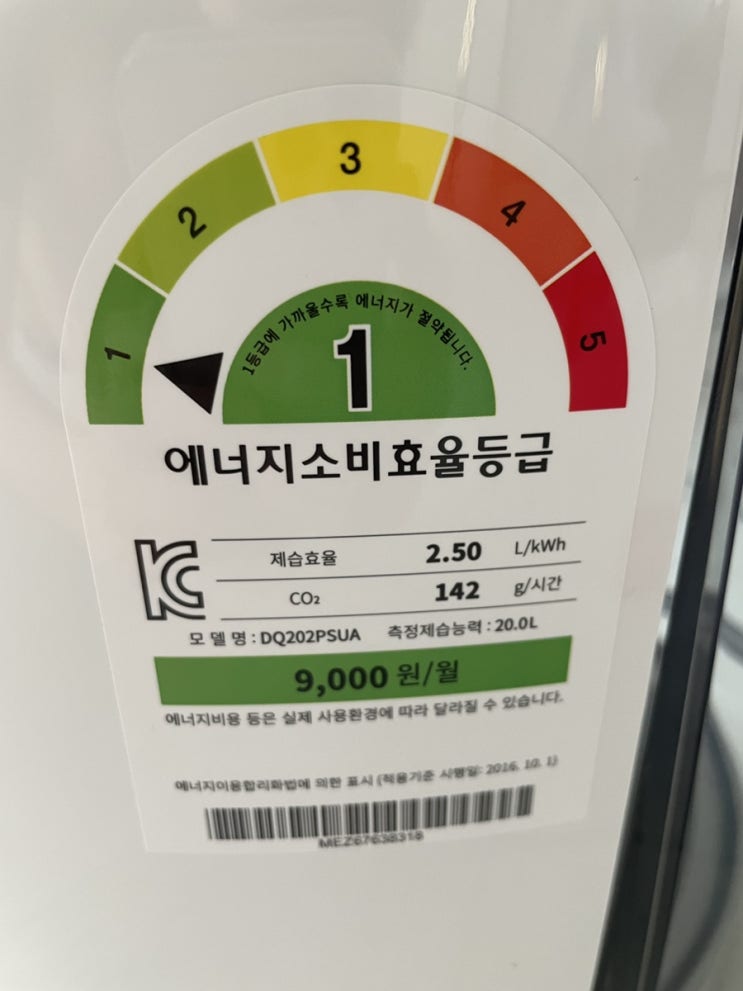 1
2
3
4
5
1등급에 가까울수록 에너지가 절약됩니다.
1
에너지소비효율등급
KC
제습효율 2.50 L/kWh
CO₂ 142 g/시간
모 델 명 : DQ202PSUA 측정제습능력 : 20.0L
9,000 원/월
에너지비용 등은 실제 사용환경에 따라 달라질 수 있습니다.
에너지이용합리화법에 의한 표시 (적용기준 시행일: 2016. 10. 1)
MEZ67638318